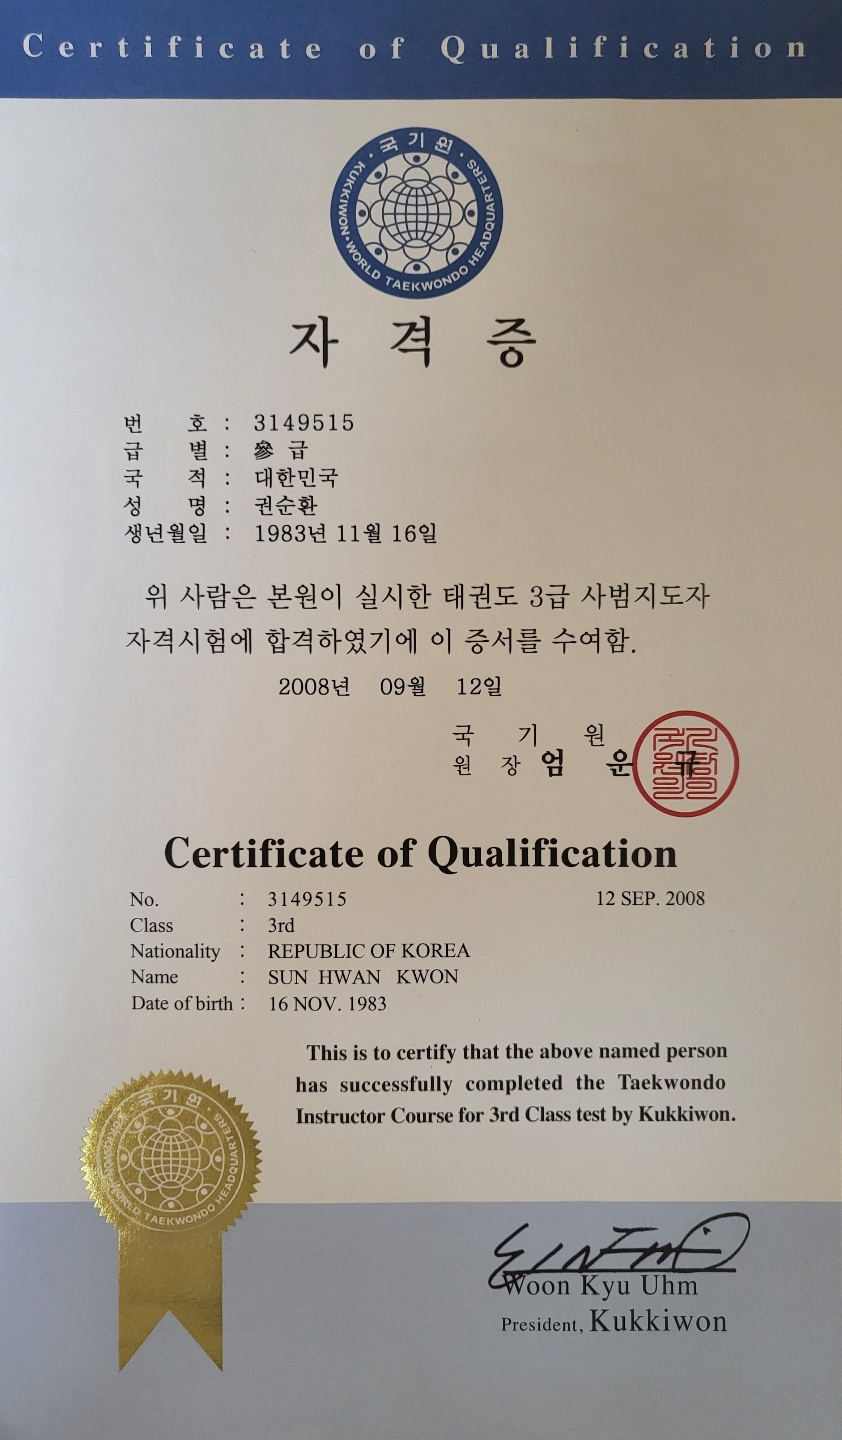 Certificate of Qualification
국기원
KUKKIWON · WORLD TAEKWONDO HEADQUARTERS
자 격 증
번 호 : 3149515
급 별 : 參 급
국 적 : 대한민국
성 명 : 권순환
생년월일 : 1983년 11월 16일
위 사람은 본원이 실시한 태권도 3급 사범지도자
자격시험에 합격하였기에 이 증서를 수여함.
2008년 09월 12일
국 기 원
원 장 엄 운 규
Certificate of Qualification
No. : 3149515 12 SEP. 2008
Class : 3rd
Nationality : REPUBLIC OF KOREA
Name : SUN HWAN KWON
Date of birth : 16 NOV. 1983
This is to certify that the above named person
has successfully completed the Taekwondo
Instructor Course for 3rd Class test by Kukkiwon.
국기원
KUKKIWON · WORLD TAEKWONDO HEADQUARTERS
Woon Kyu Uhm
President, Kukkiwon